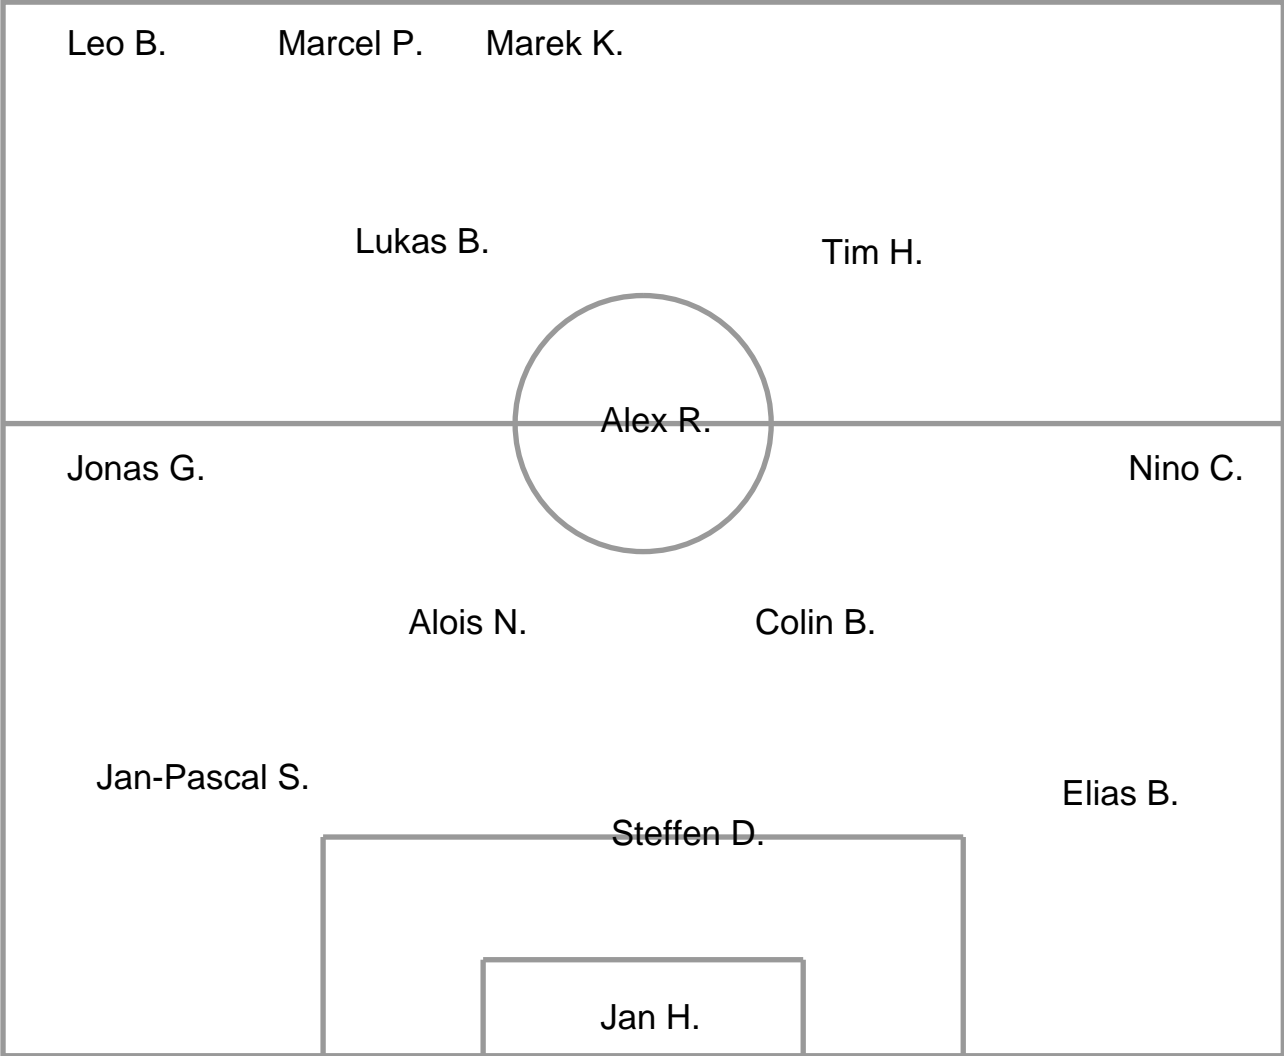 Leo B. Marcel P. Marek K.
Lukas B. Tim H.
Alex R.
Jonas G. Nino C.
Alois N. Colin B.
Jan-Pascal S. Elias B.
Steffen D.
Jan H.